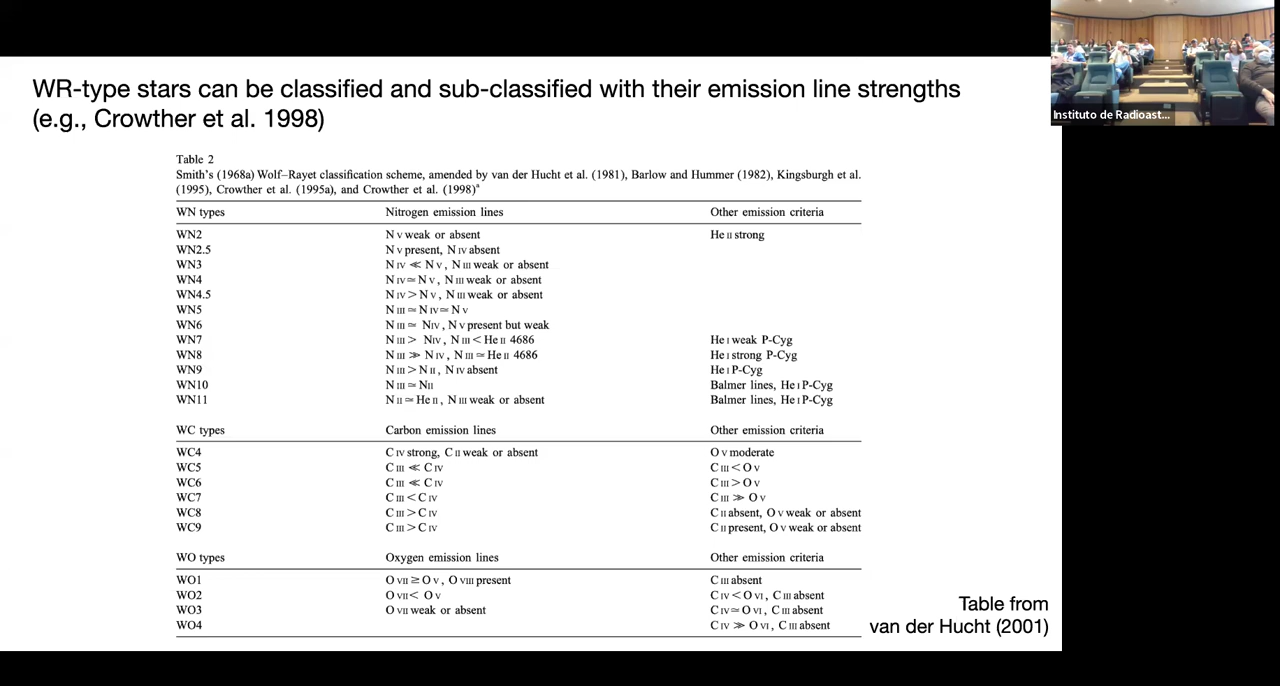 WR-type stars can be classified and sub-classified with their emission line strengths
(e.g., Crowther et al. 1998)
Instituto de Radioast...
Table 2
Smith's (1968a) Wolf–Rayet classification scheme, amended by van der Hucht et al. (1981), Barlow and Hummer (1982), Kingsburgh et al.
(1995), Crowther et al. (1995a), and Crowther et al. (1998)ᵃ
WN types Nitrogen emission lines Other emission criteria
WN2 N V weak or absent He II strong
WN2.5 N V present, N IV absent
WN3 N IV ≪ N V, N III weak or absent
WN4 N IV ≃ N V, N III weak or absent
WN4.5 N IV > N V, N III weak or absent
WN5 N III ≃ N IV ≃ N V
WN6 N III ≃ N IV, N V present but weak
WN7 N III > N IV, N III < He II 4686 He I weak P-Cyg
WN8 N III ≫ N IV, N III ≃ He II 4686 He I strong P-Cyg
WN9 N III > N II, N IV absent He I P-Cyg
WN10 N III ≃ N II Balmer lines, He I P-Cyg
WN11 N II ≃ He II, N III weak or absent Balmer lines, He I P-Cyg
WC types Carbon emission lines Other emission criteria
WC4 C IV strong, C II weak or absent O V moderate
WC5 C III ≪ C IV C III < O V
WC6 C III ≪ C IV C III > O V
WC7 C III < C IV C III ≫ O V
WC8 C III > C IV C II absent, O V weak or absent
WC9 C III > C IV C II present, O V weak or absent
WO types Oxygen emission lines Other emission criteria
WO1 O VII ≥ O V, O VIII present C III absent
WO2 O VII < O V C IV < O VI, C III absent
WO3 O VII weak or absent C IV ≃ O VI, C III absent
WO4 C IV ≫ O VI, C III absent
Table from
van der Hucht (2001)